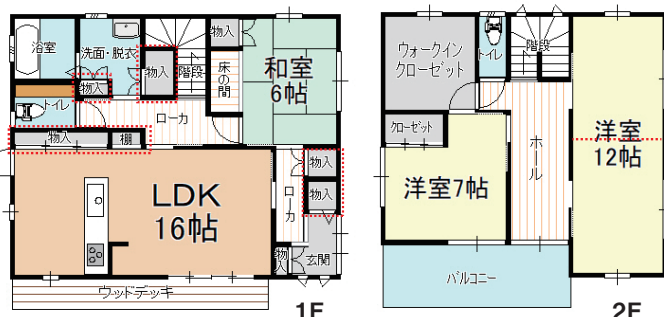 浴室
洗面・脱衣
物入
階段
物入
床の間
和室
6帖
物入
トイレ
ローカ
物入
棚
LDK
16帖
ローカ
物入
物入
物入
玄関
ウッドデッキ
1F
ウォークイン
クローゼット
トイレ
階段
クローゼット
洋室7帖
ホール
洋室
12帖
バルコニー
2F